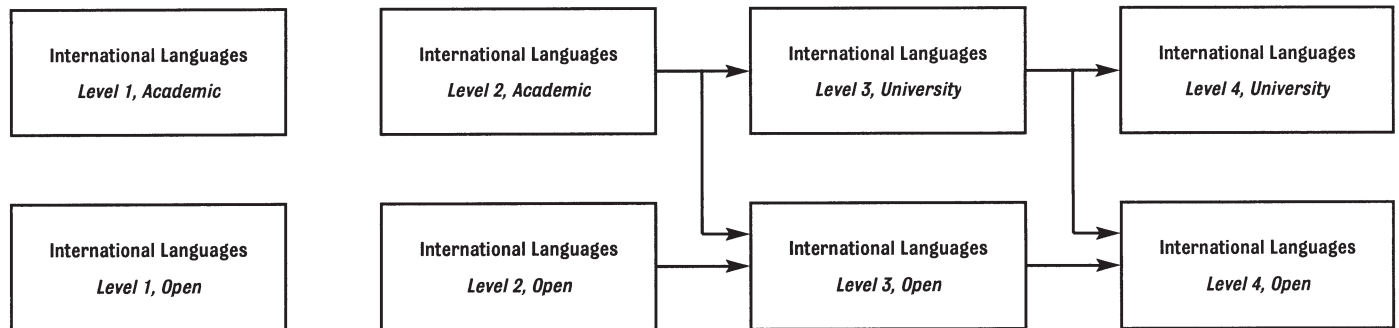 International Languages
Level 1, Academic
International Languages
Level 2, Academic
International Languages
Level 3, University
International Languages
Level 4, University
International Languages
Level 1, Open
International Languages
Level 2, Open
International Languages
Level 3, Open
International Languages
Level 4, Open